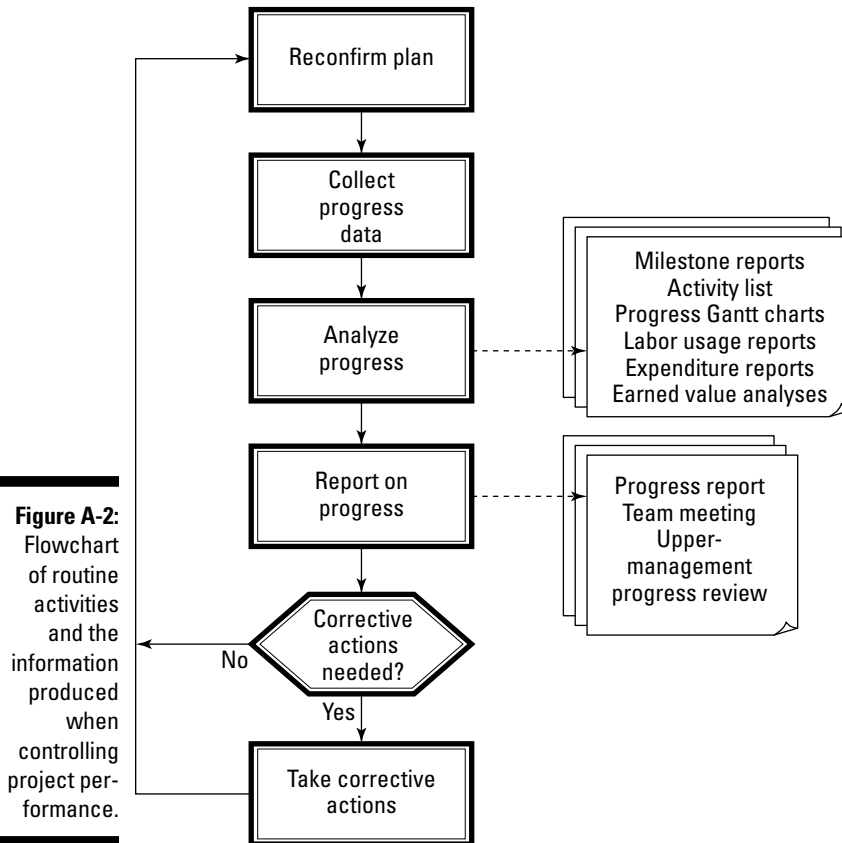 Reconfirm plan
Collect
progress
data
Analyze
progress
Milestone reports
Activity list
Progress Gantt charts
Labor usage reports
Expenditure reports
Earned value analyses
Report on
progress
Progress report
Team meeting
Upper-
management
progress review
Corrective
actions
needed?
No
Yes
Take corrective
actions
Figure A-2:
Flowchart
of routine
activities
and the
information
produced
when
controlling
project per-
formance.